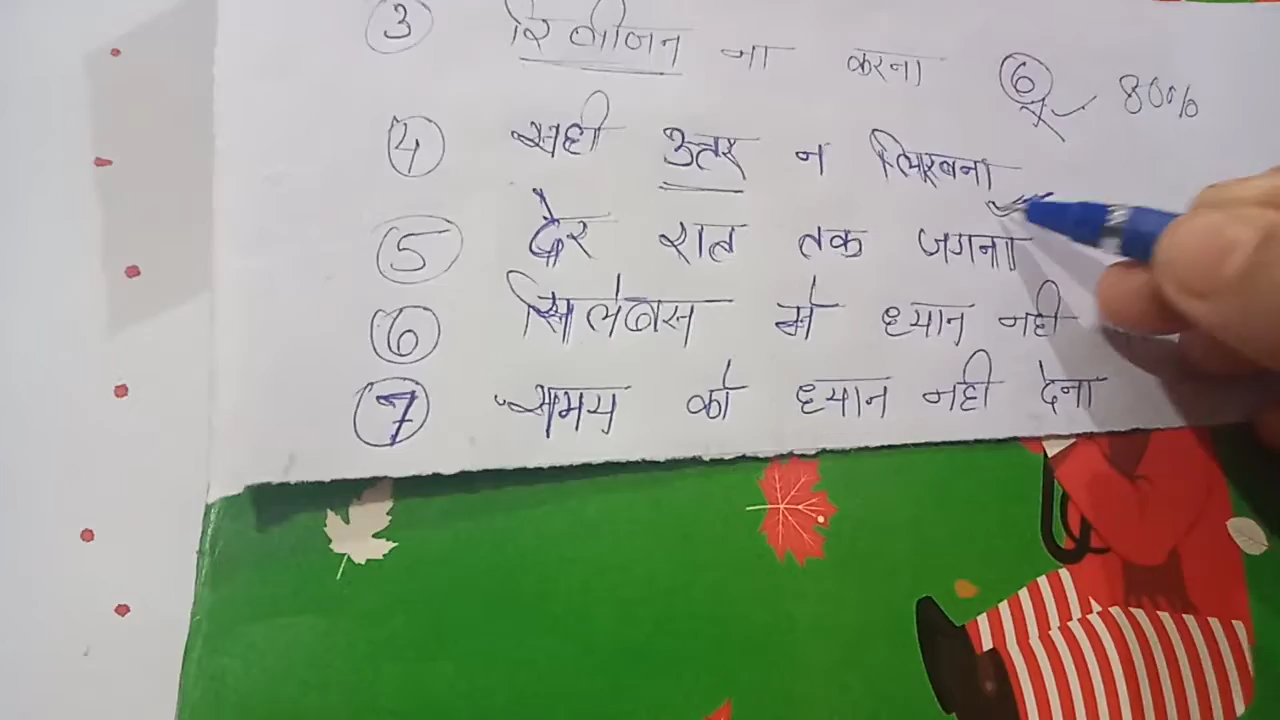 ③ रिवीजन ना करना ⑥ 80%
④ सही उत्तर न लिखना
⑤ देर रात तक जगना
⑥ सिलेबस मे ध्यान नही
⑦ समय को ध्यान नही देना